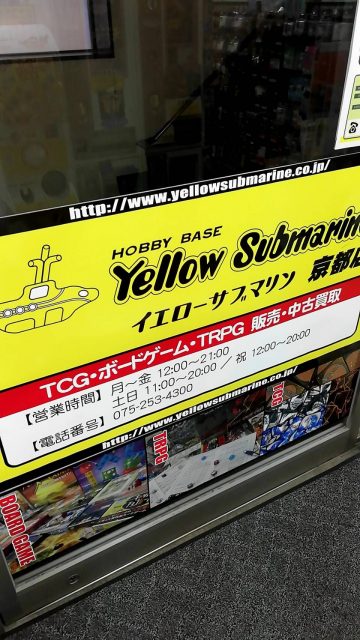 http://www.yellowsubmarine.co.jp/
HOBBY BASE
Yellow Submarine
イエローサブマリン 京都
TCG・ボードゲーム・TRPG 販売・中古買取
【営業時間】 月～金 12:00～21:00
土日 11:00～20:00 / 祝 12:00～20:00
【電話番号】 075-253-4300
http://www.yellowsubmarine.co.jp/
BOARD GAME
TRPG
TCG